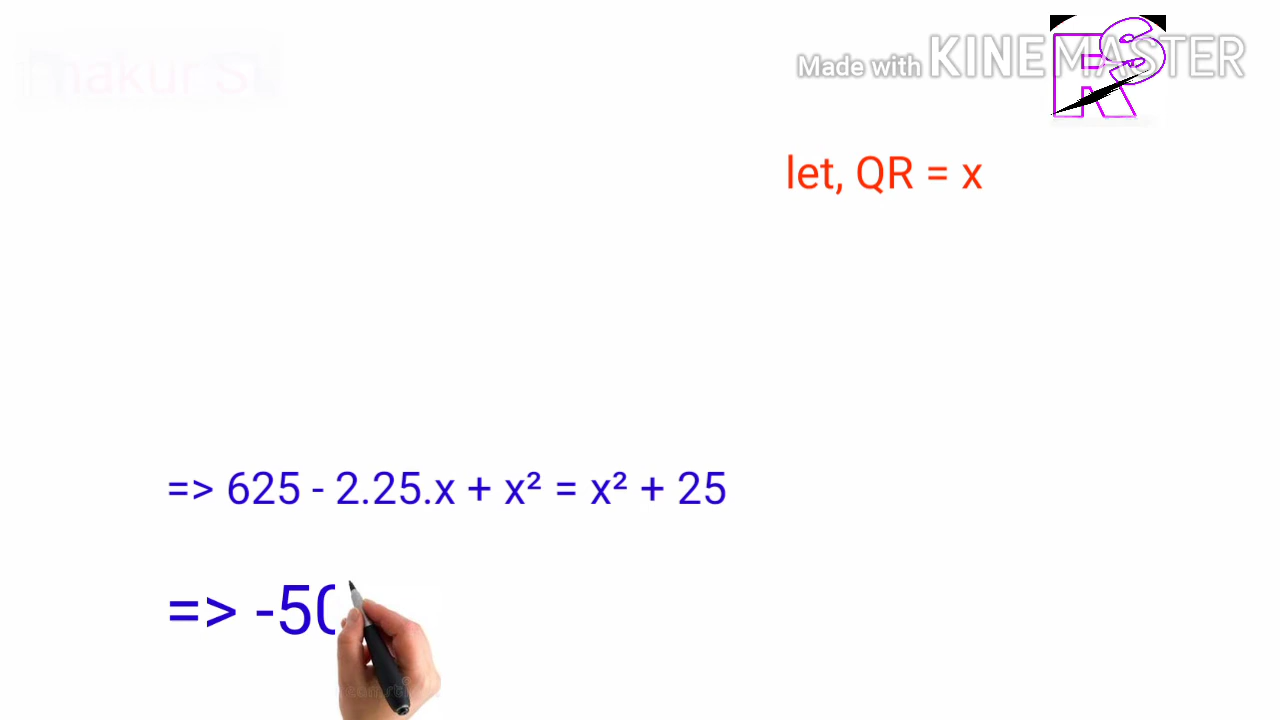 Made with KINEMASTER
let, QR = x
=> 625 - 2.25.x + x² = x² + 25
=> -50